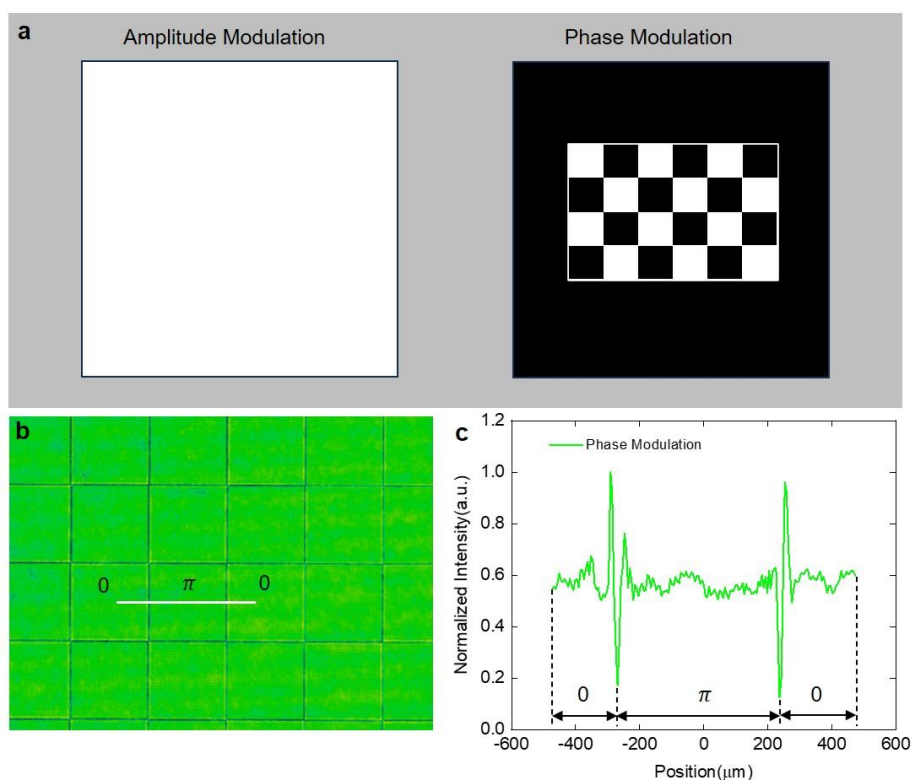 a
Amplitude Modulation
Phase Modulation
b
0 π 0
c
Phase Modulation
Normalized Intensity(a.u.)
1.2
1.0
0.8
0.6
0.4
0.2
0.0
0 π 0
-600 -400 -200 0 200 400 600
Position(μm)